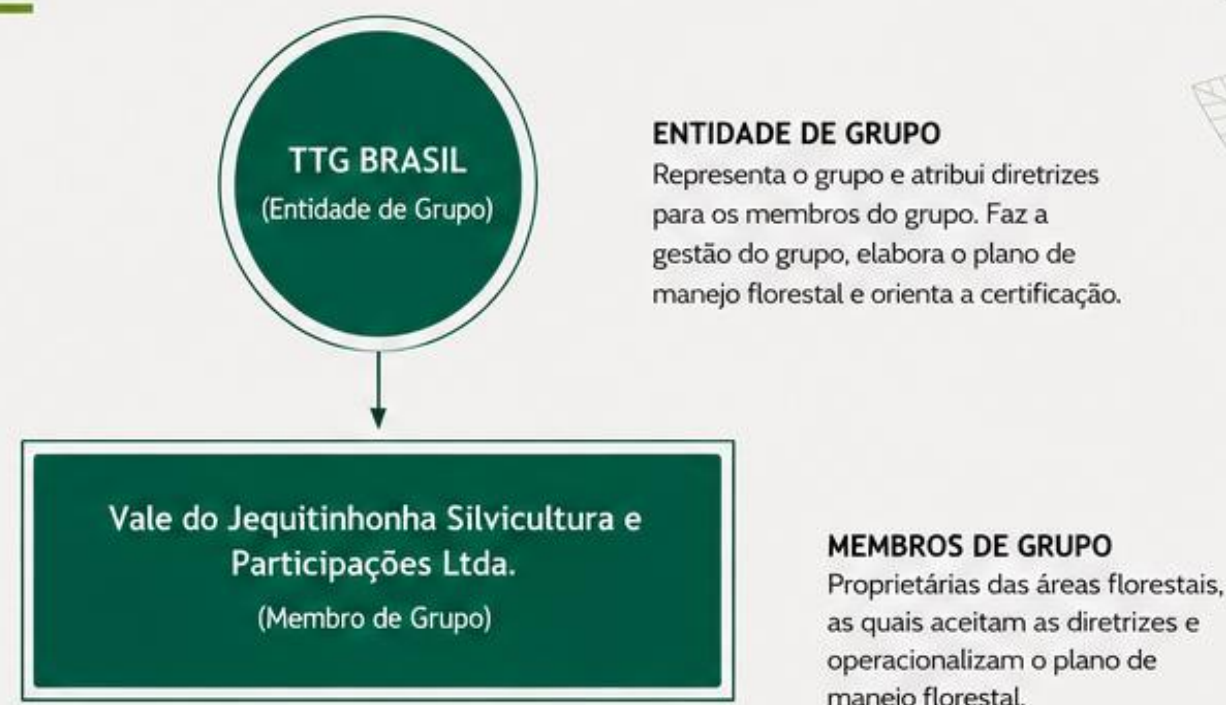 TTG BRASIL
(Entidade de Grupo)
ENTIDADE DE GRUPO
Representa o grupo e atribui diretrizes
para os membros do grupo. Faz a
gestão do grupo, elabora o plano de
manejo florestal e orienta a certificação.
Vale do Jequitinhonha Silvicultura e
Participações Ltda.
(Membro de Grupo)
MEMBROS DE GRUPO
Proprietárias das áreas florestais,
as quais aceitam as diretrizes e
operacionalizam o plano de
manejo florestal.